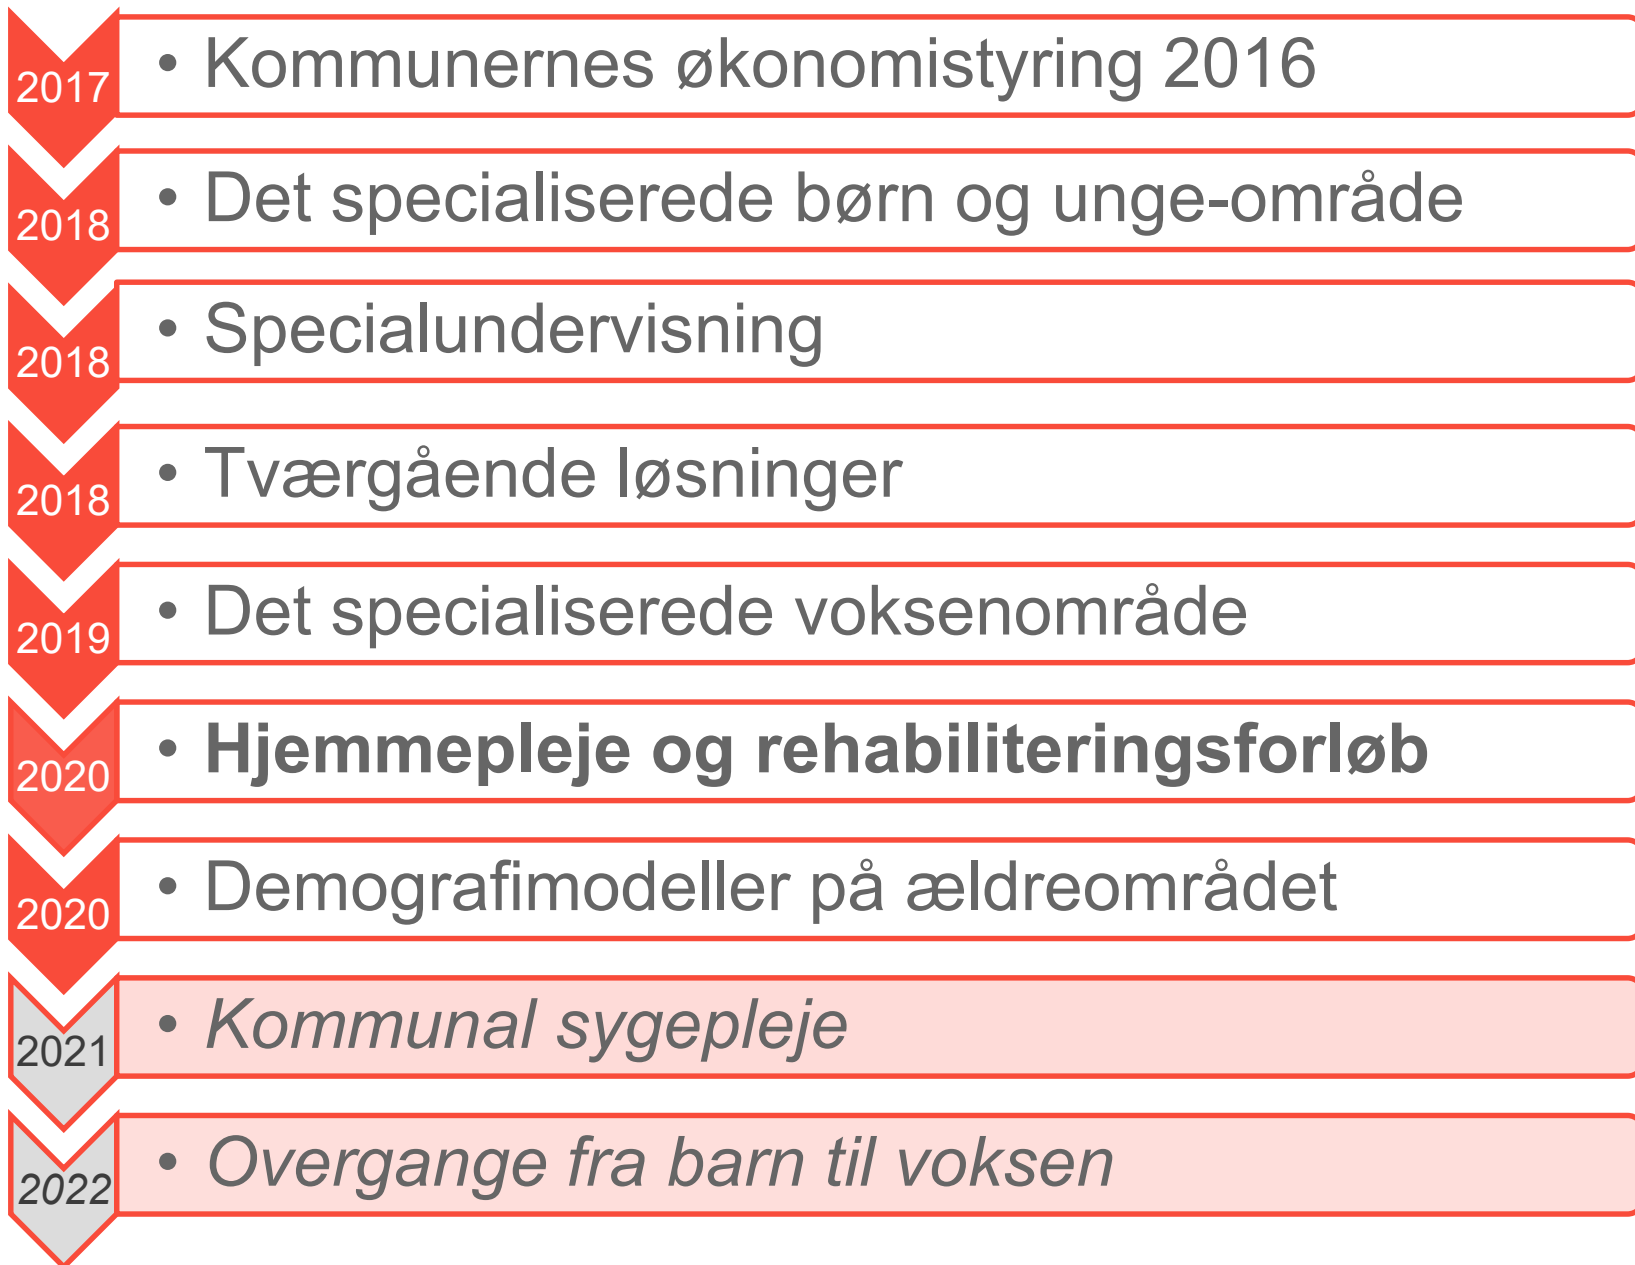 2017
• Kommunernes økonomistyring 2016
2018
• Det specialiserede børn og unge-område
2018
• Specialundervisning
2018
• Tværgående løsninger
2019
• Det specialiserede voksenområde
2020
• Hjemmepleje og rehabiliteringsforløb
2020
• Demografimodeller på ældreområdet
2021
• Kommunal sygepleje
2022
• Overgange fra barn til voksen